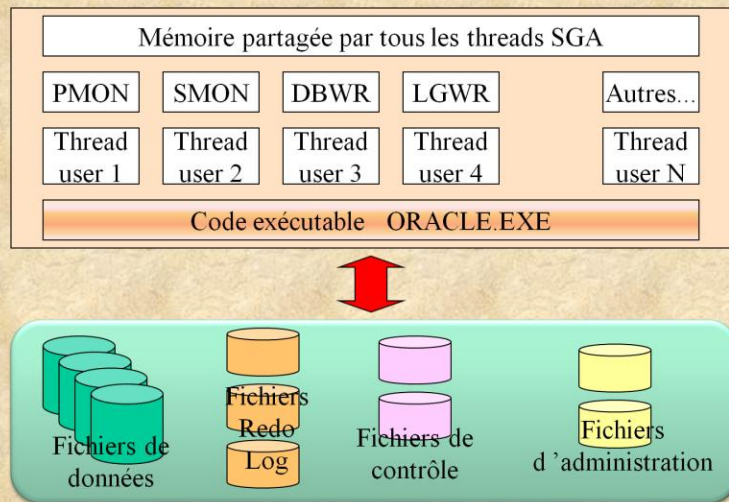 Mémoire partagée par tous les threads SGA
PMON
SMON
DBWR
LGWR
Autres...
Thread
user 1
Thread
user 2
Thread
user 3
Thread
user 4
Thread
user N
Code exécutable ORACLE.EXE
Fichiers de
données
Fichiers
Redo
Log
Fichiers de
contrôle
Fichiers
d ’administration